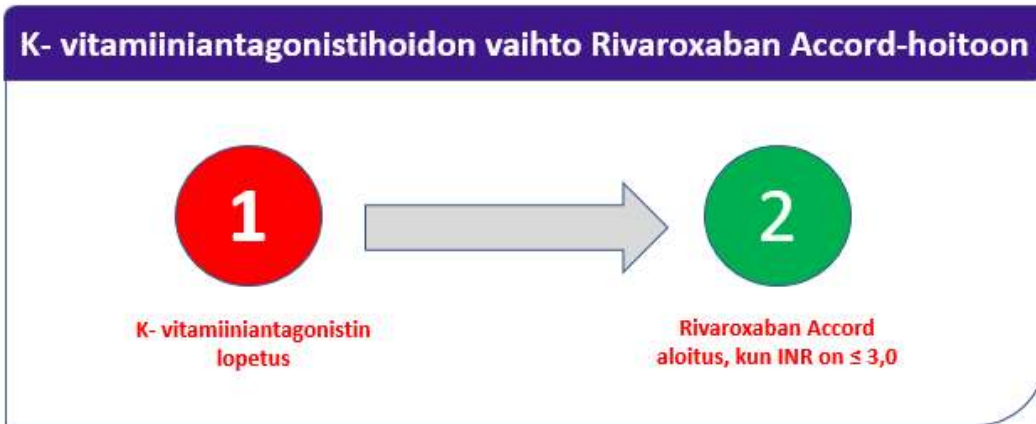 K- vitamiiniantagonistihoidon vaihto Rivaroxaban Accord-hoitoon
1
2
K- vitamiiniantagonistin
lopetus
Rivaroxaban Accord
aloitus, kun INR on ≤ 3,0